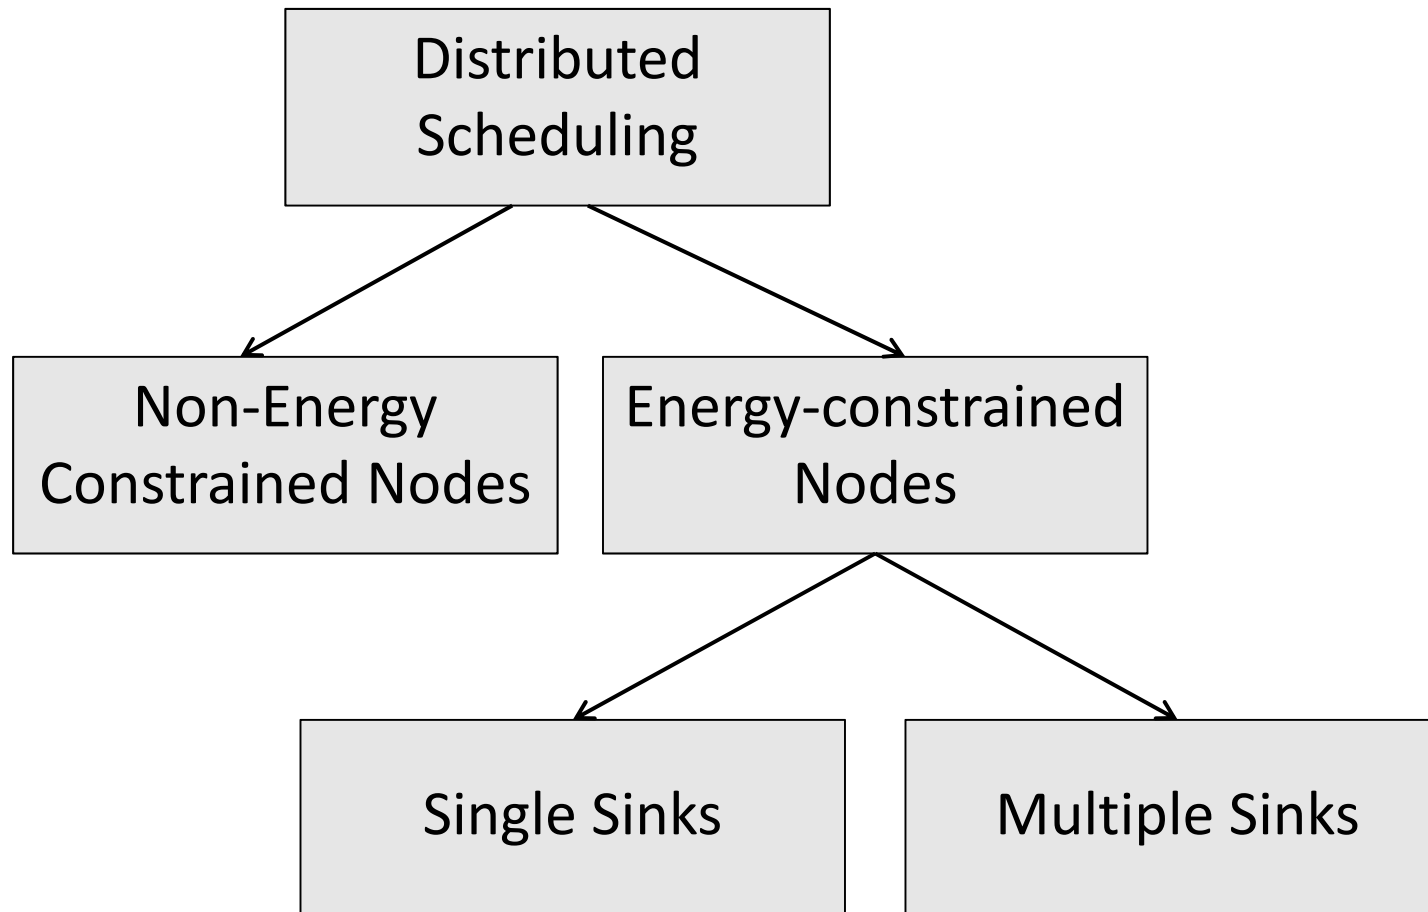 Distributed
Scheduling
Non-Energy
Constrained Nodes
Energy-constrained
Nodes
Single Sinks
Multiple Sinks